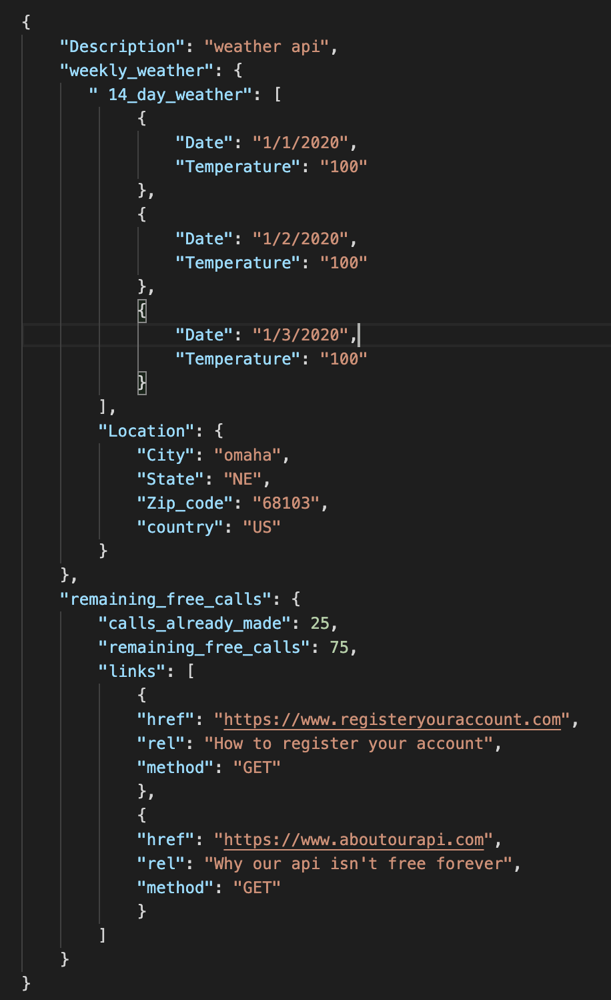 {
"Description": "weather api",
"weekly_weather": {
" 14_day_weather": [
{
"Date": "1/1/2020",
"Temperature": "100"
},
{
"Date": "1/2/2020",
"Temperature": "100"
},
{
"Date": "1/3/2020",
"Temperature": "100"
}
],
"Location": {
"City": "omaha",
"State": "NE",
"Zip_code": "68103",
"country": "US"
}
},
"remaining_free_calls": {
"calls_already_made": 25,
"remaining_free_calls": 75,
"links": [
{
"href": "https://www.registeryouraccount.com",
"rel": "How to register your account",
"method": "GET"
},
{
"href": "https://www.aboutourapi.com",
"rel": "Why our api isn't free forever",
"method": "GET"
}
]
}
}